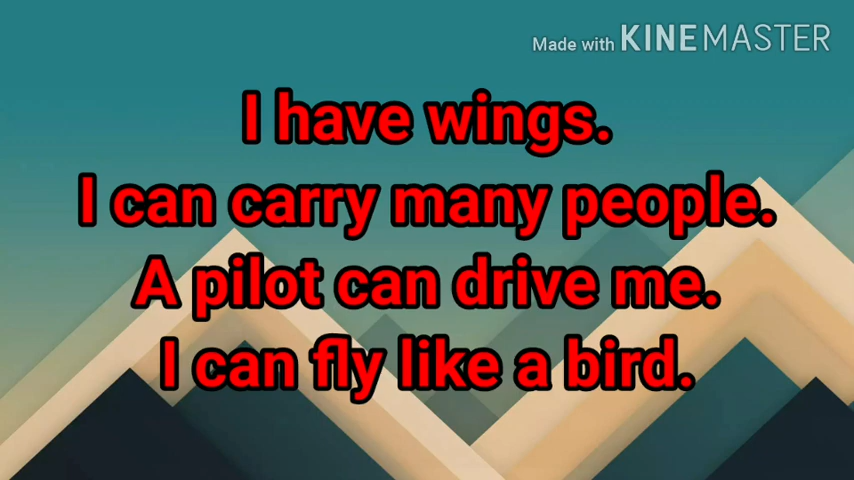 Made with KINEMASTER
I have wings.
I can carry many people.
A pilot can drive me.
I can fly like a bird.